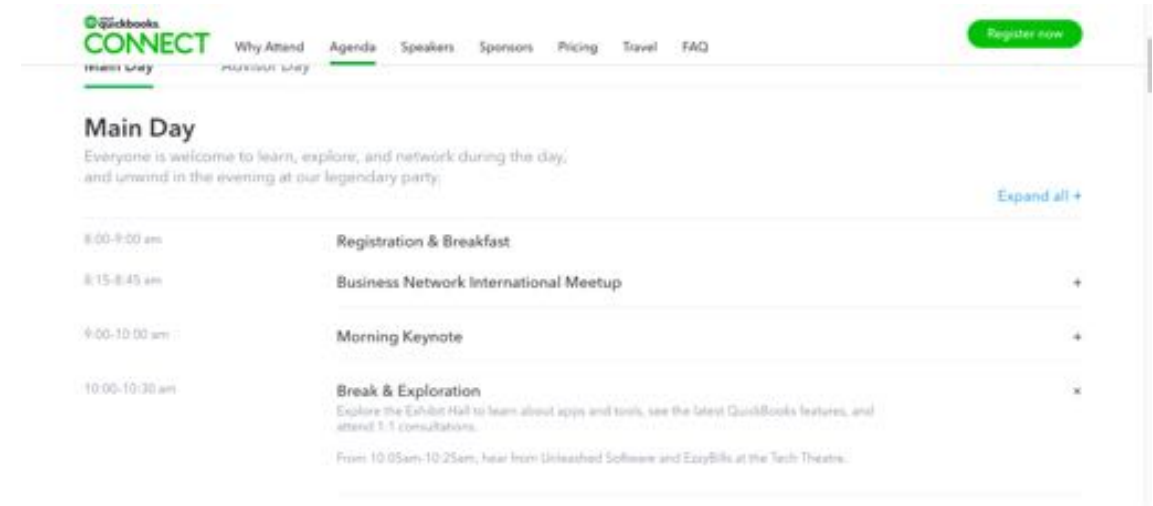 quickbooks.
CONNECT
Why Attend Agenda Speakers Sponsors Pricing Travel FAQ
Register now
Main Day Advisor Day
Main Day
Everyone is welcome to learn, explore, and network during the day,
and unwind in the evening at our legendary party.
Expand all +
8:00-9:00 am Registration & Breakfast
8:15-8:45 am Business Network International Meetup +
9:00-10:00 am Morning Keynote +
10:00-10:30 am Break & Exploration ×
Explore the Exhibit Hall to learn about apps and tools, see the latest QuickBooks features, and
attend 1:1 consultations.
From 10:05am-10:25am, hear from Unleashed Software and EzzyBills at the Tech Theatre.